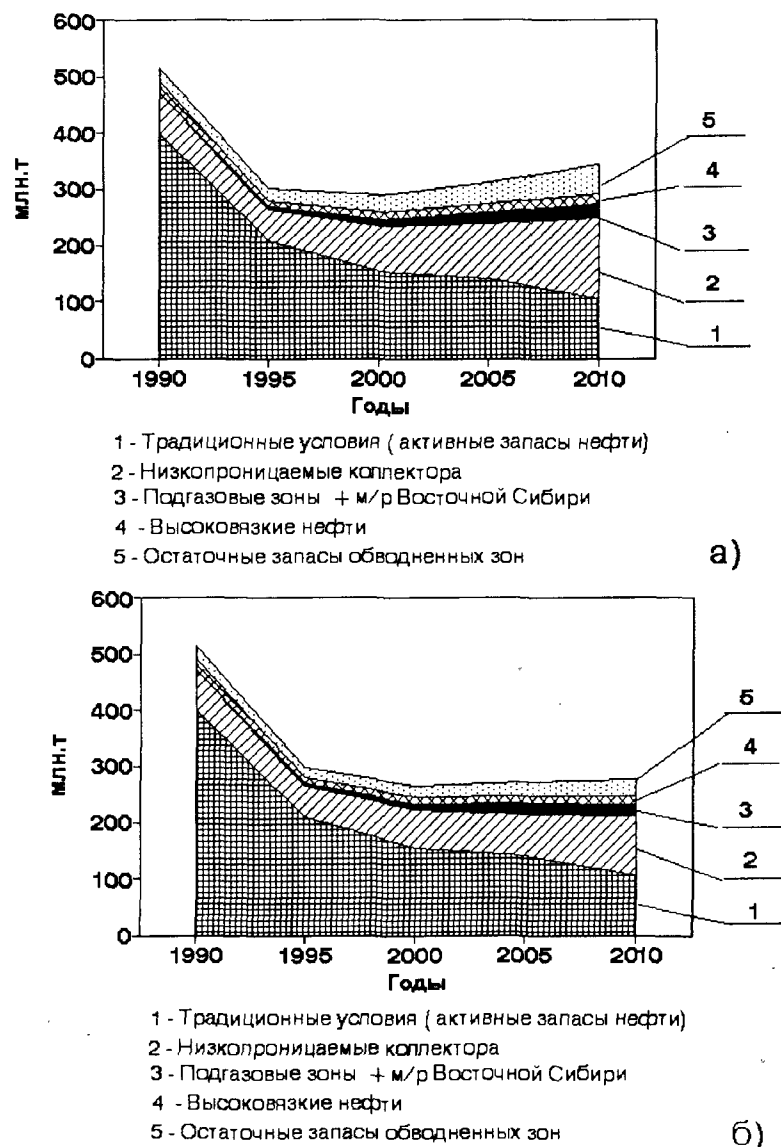 600
500
400
300
200
100
0
млн.т
1990 1995 2000 2005 2010
Годы
5
4
3
2
1
1 - Традиционные условия ( активные запасы нефти)
2 - Низкопроницаемые коллектора
3 - Подгазовые зоны + м/р Восточной Сибири
4 - Высоковязкие нефти
5 - Остаточные запасы обводненных зон
а)
600
500
400
300
200
100
0
млн.т
1990 1995 2000 2005 2010
Годы
5
4
3
2
1
1 - Традиционные условия ( активные запасы нефти)
2 - Низкопроницаемые коллектора
3 - Подгазовые зоны + м/р Восточной Сибири
4 - Высоковязкие нефти
5 - Остаточные запасы обводненных зон
б)